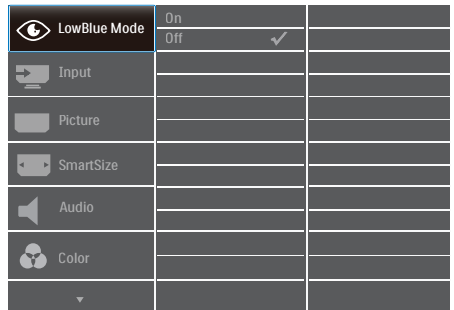 LowBlue Mode
On
Off
Input
Picture
SmartSize
Audio
Color